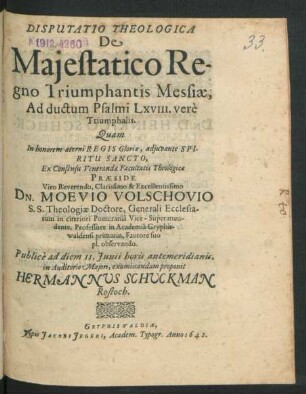 DISPUTATIO THEOLOGICA
1912.4260
33.
De
Majestatico Re-
gno Triumphantis Messiæ,
Ad ductum Psalmi LXVIII. verè
Triumphalis.
Quam
In honorem æterni REGIS Gloriæ, adjuvante SPI-
RITU SANCTO,
Ex Consensu Venerandæ Facultatis Theologicæ
PRÆSIDE
Viro Reverendo, Clarissimo & Excellentissimo
DN. MOEVIO VOLSCHOVIO
S. S. Theologiæ Doctore, Generali Ecclesia-
rum in citeriori Pomerania Vice-Superinten-
dente, Professore in Academiâ Gryphis-
waldensi primario, Fautore suo
pl. observando.
Publicè ad diem 11. Junii horis antemeridianis
in Auditorio Majori, examinandam proponit
HERMANNUS SCHUCKMAN
Rostoch.
GRYPHISWALDIÆ,
Typis JACOBI JEGERI, Academ. Typogr. Anno 1642.